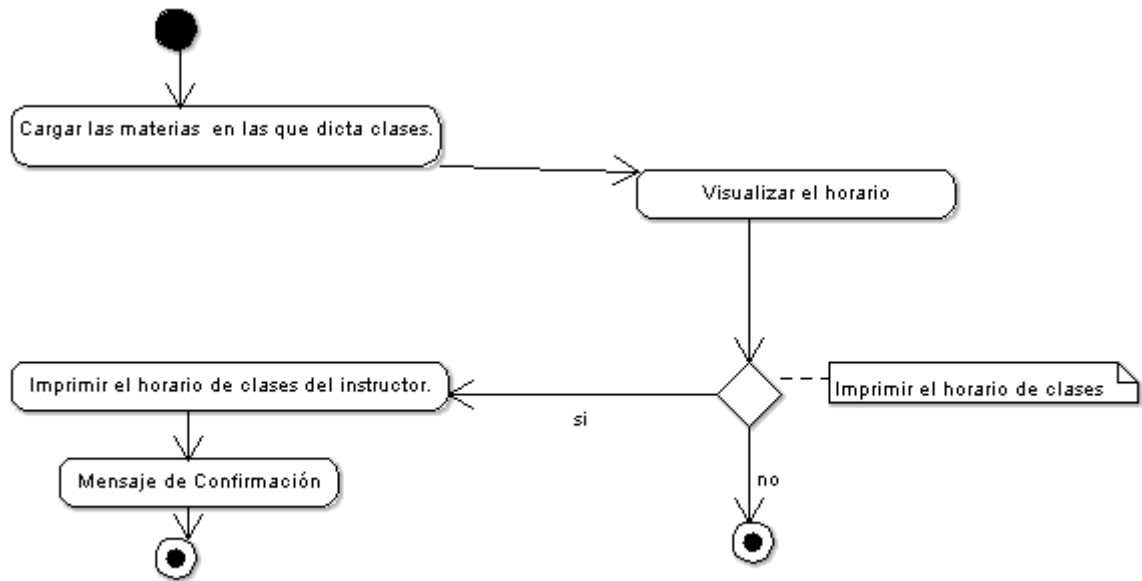 Cargar las materias en las que dicta clases.
Visualizar el horario
Imprimir el horario de clases del instructor.
si
Imprimir el horario de clases
Mensaje de Confirmación
no